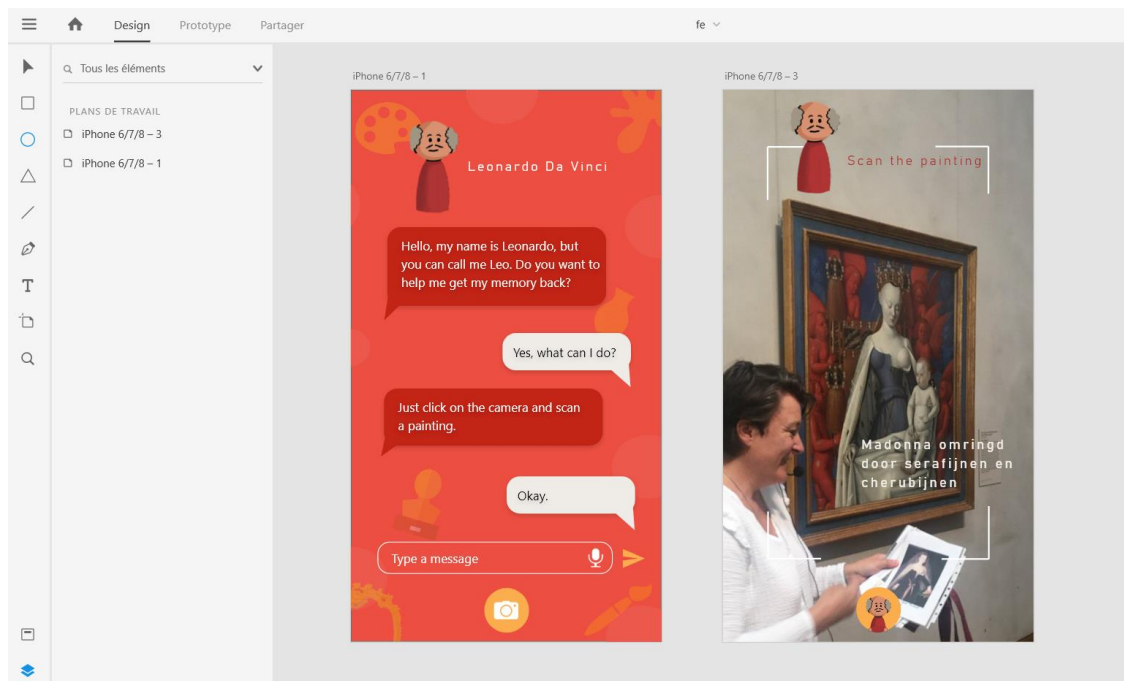 Design
Prototype
Partager
fe
Tous les éléments
PLANS DE TRAVAIL
iPhone 6/7/8 – 3
iPhone 6/7/8 – 1
iPhone 6/7/8 – 1
Leonardo Da Vinci
Hello, my name is Leonardo, but
you can call me Leo. Do you want to
help me get my memory back?
Yes, what can I do?
Just click on the camera and scan
a painting.
Okay.
Type a message
iPhone 6/7/8 – 3
Scan the painting
Madonna omringd
door serafijnen en
cherubijnen